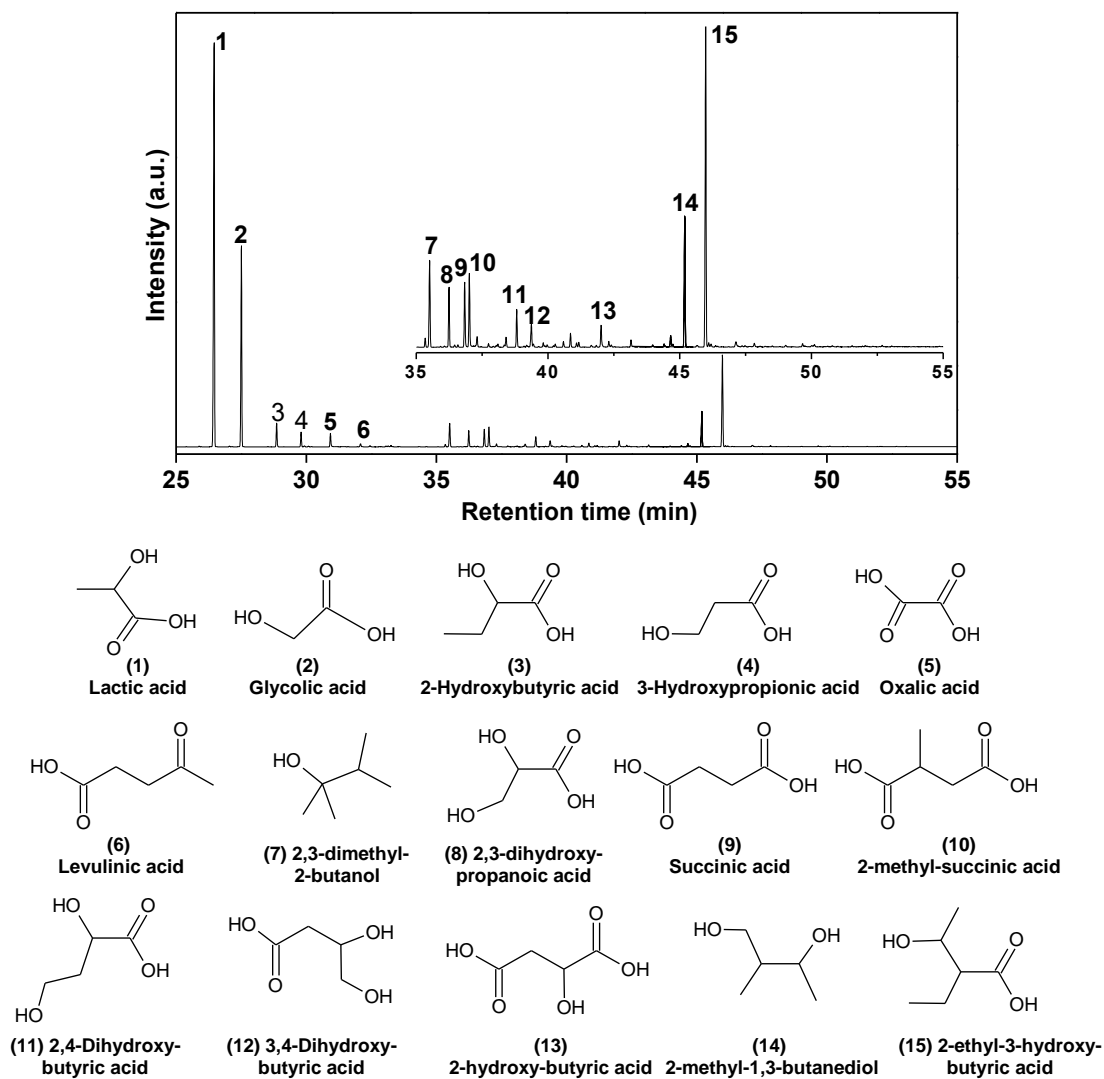 1
15
2
14
7
8
9
10
11
12
13
35 40 45 50 55
3
4
5
6
25 30 35 40 45 50 55
Intensity (a.u.)
Retention time (min)
OH
O
OH
(1)
Lactic acid
O
HO
OH
(2)
Glycolic acid
HO
O
OH
(3)
2-Hydroxybutyric acid
O
HO
OH
(4)
3-Hydroxypropionic acid
HO
O
O
OH
(5)
Oxalic acid
O
HO
O
(6)
Levulinic acid
HO
(7) 2,3-dimethyl-
2-butanol
HO
O
HO
OH
(8) 2,3-dihydroxy-
propanoic acid
O
HO
OH
O
(9)
Succinic acid
O
HO
OH
O
(10)
2-methyl-succinic acid
HO
O
OH
HO
(11) 2,4-Dihydroxy-
butyric acid
HO
OH
O
OH
(12) 3,4-Dihydroxy-
butyric acid
O
HO
OH
O
OH
(13)
2-hydroxy-butyric acid
HO
OH
(14)
2-methyl-1,3-butanediol
HO
O
OH
(15) 2-ethyl-3-hydroxy-
butyric acid